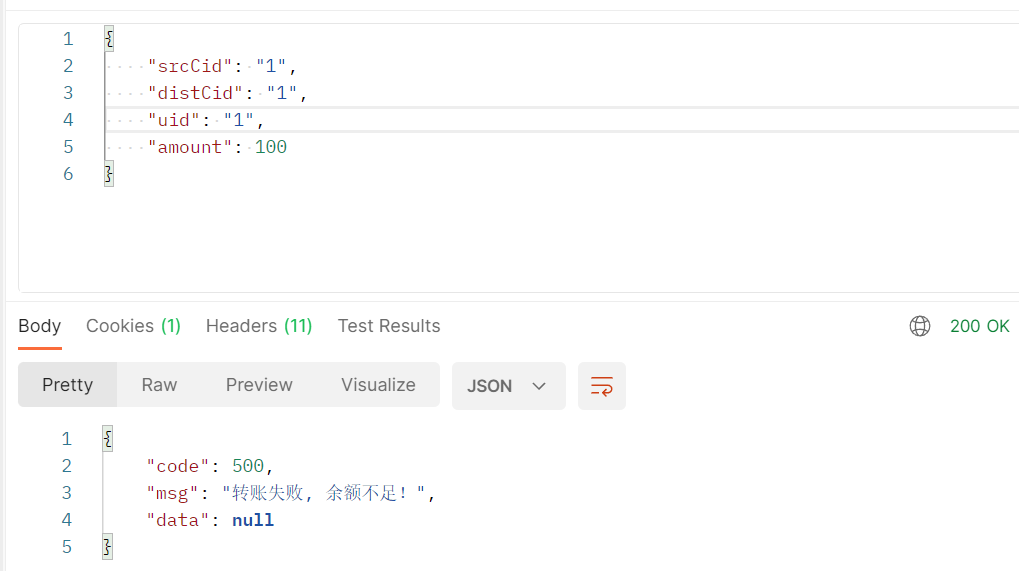 1 {
2 "srcCid": "1",
3 "distCid": "1",
4 "uid": "1",
5 "amount": 100
6 }
Body Cookies (1) Headers (11) Test Results 200 OK
Pretty Raw Preview Visualize JSON
1 {
2 "code": 500,
3 "msg": "转账失败, 余额不足!",
4 "data": null
5 }